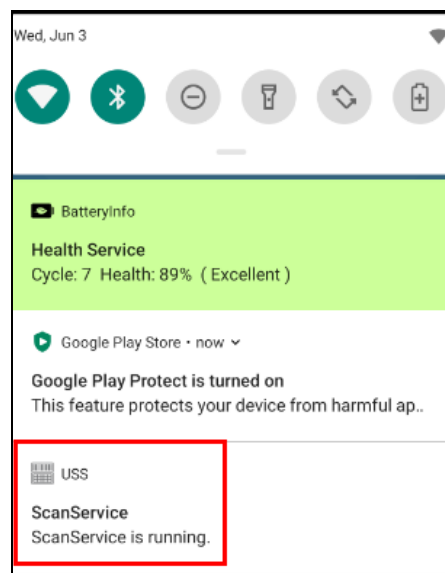 Wed, Jun 3
BatteryInfo
Health Service
Cycle: 7 Health: 89% ( Excellent )
Google Play Store • now
Google Play Protect is turned on
This feature protects your device from harmful ap..
USS
ScanService
ScanService is running.